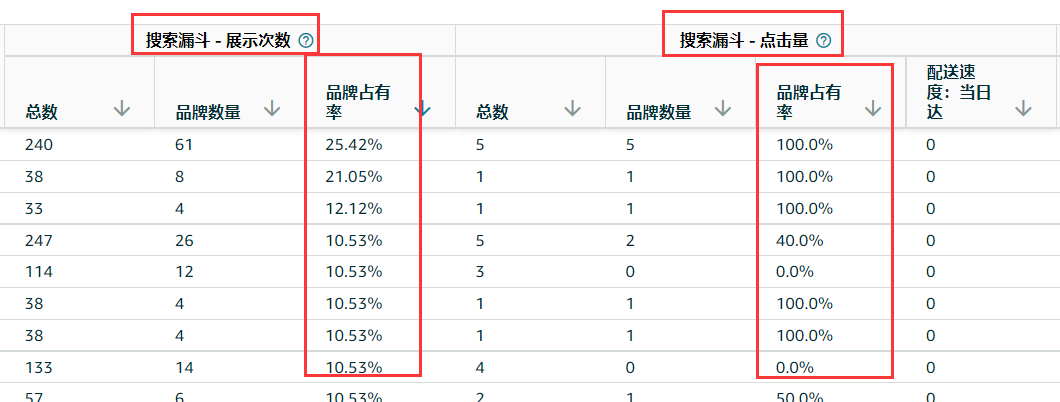 搜索漏斗 - 展示次数
搜索漏斗 - 点击量
总数 品牌数量 品牌占有率 总数 品牌数量 品牌占有率 配送速度：当日达
240 61 25.42% 5 5 100.0% 0
38 8 21.05% 1 1 100.0% 0
33 4 12.12% 1 1 100.0% 0
247 26 10.53% 5 2 40.0% 0
114 12 10.53% 3 0 0.0% 0
38 4 10.53% 1 1 100.0% 0
38 4 10.53% 1 1 100.0% 0
133 14 10.53% 4 0 0.0% 0
57 6 10.53% 2 1 50.0% 0